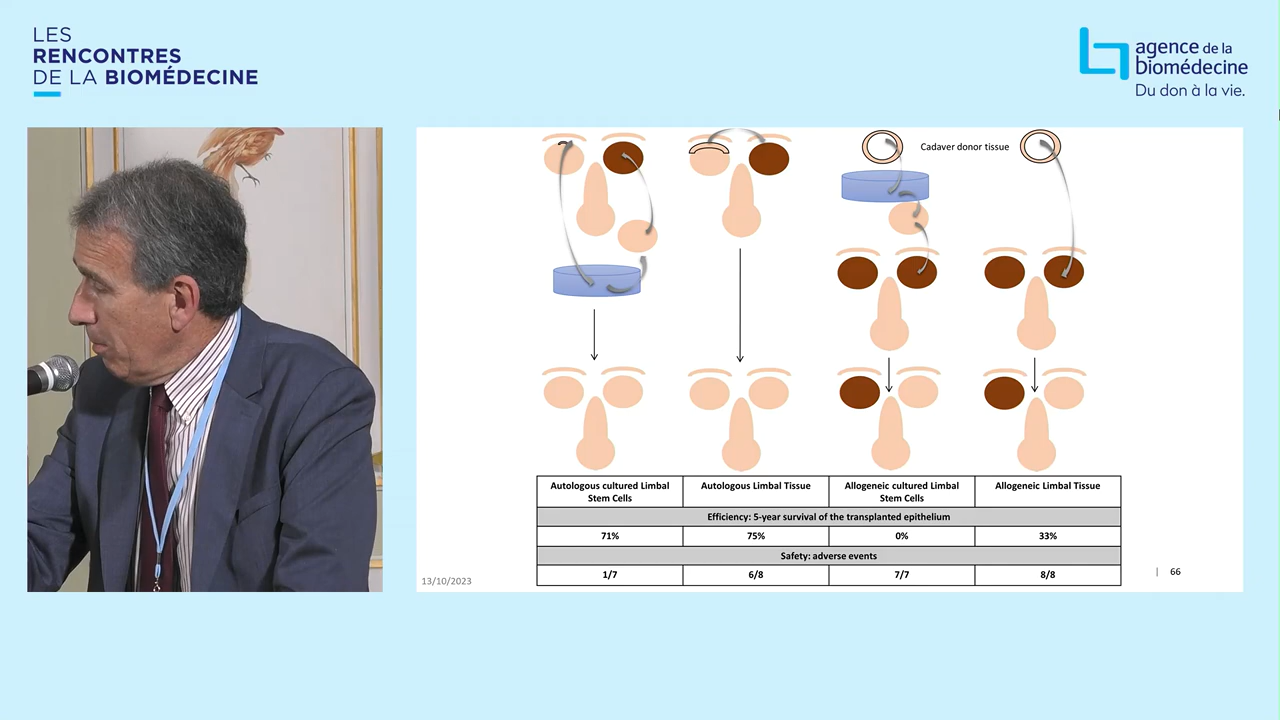 LES
RENCONTRES
DE LA BIOMÉDECINE
agence de la
biomédecine
Du don à la vie.
Cadaver donor tissue
Autologous cultured Limbal
Stem Cells
Autologous Limbal Tissue
Allogeneic cultured Limbal
Stem Cells
Allogeneic Limbal Tissue
Efficiency: 5-year survival of the transplanted epithelium
71%
75%
0%
33%
Safety: adverse events
1/7
6/8
7/7
8/8
13/10/2023
| 66